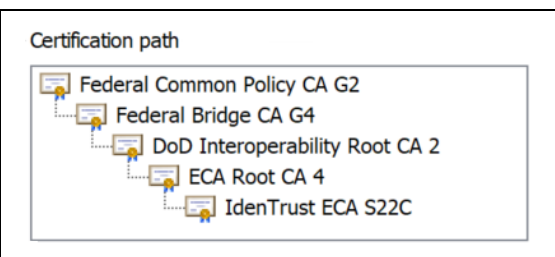 Certification path
Federal Common Policy CA G2
Federal Bridge CA G4
DoD Interoperability Root CA 2
ECA Root CA 4
IdenTrust ECA S22C